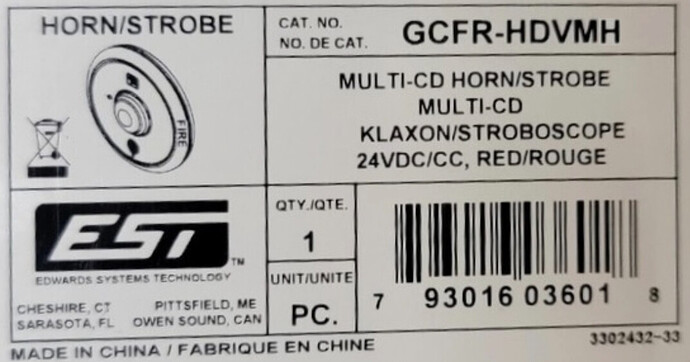 HORN/STROBE
FIRE
CAT. NO.
NO. DE CAT.
GCFR-HDVMH
MULTI-CD HORN/STROBE
MULTI-CD
KLAXON/STROBOSCOPE
24VDC/CC, RED/ROUGE
EST TM
EDWARDS SYSTEMS TECHNOLOGY
CHESHIRE, CT PITTSFIELD, ME
SARASOTA, FL OWEN SOUND, CAN
QTY./QTE.
1
UNIT/UNITE
PC.
7 93016 03601 8
MADE IN CHINA / FABRIQUE EN CHINE
3302432-33